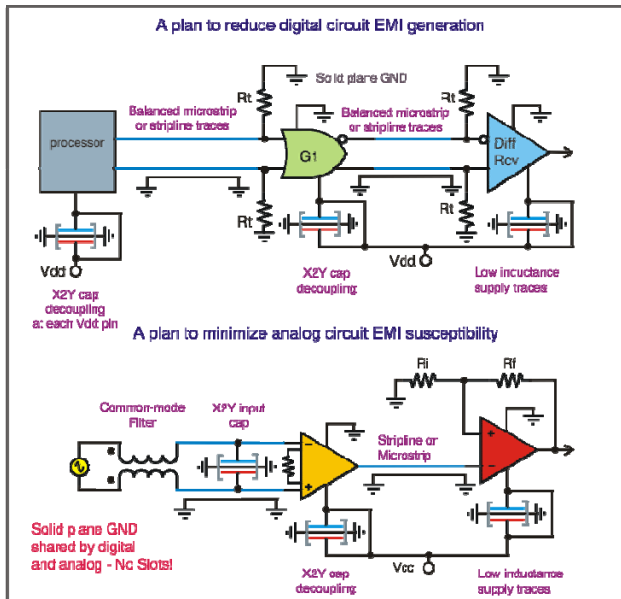 A plan to reduce digital circuit EMI generation
Solid plane GND
Rt
Rt
Balanced microstrip
or stripline traces
Balanced microstrip
or stripline traces
processor
G1
Diff
Rcv
Rt
Rt
Vdd
Vdd
X2Y cap
decoupling
at each Vdd pin
X2Y cap
decoupling
Low inductance
supply traces
A plan to minimize analog circuit EMI susceptibility
Ri
Rf
Common-mode
Filter
X2Y input
cap
Stripline or
Microstrip
−
+
+
−
Solid plane GND
shared by digital
and analog - No Slots!
Vcc
X2Y cap
decoupling
Low inductance
supply traces